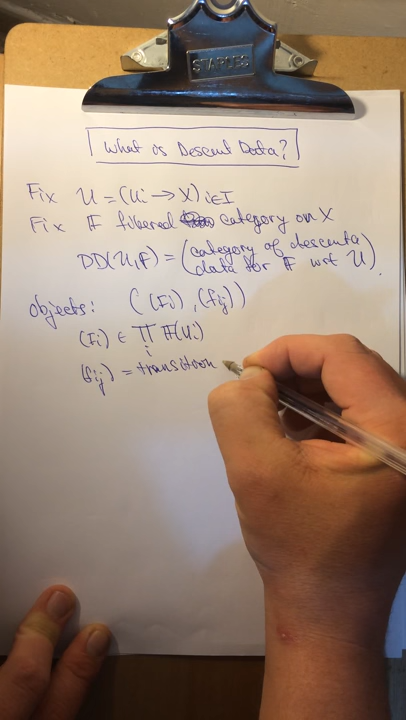 STAPLES
What is Descent Data?
Fix U = (Ui → X) i∈I
Fix 𝔽 fibered category on X
DD(U,𝔽) = (category of descenta
data for 𝔽 wrt U).
objects: ((Fi), (fij))
(Fi) ∈ ∏i 𝔽(Ui)
(fij) = transition